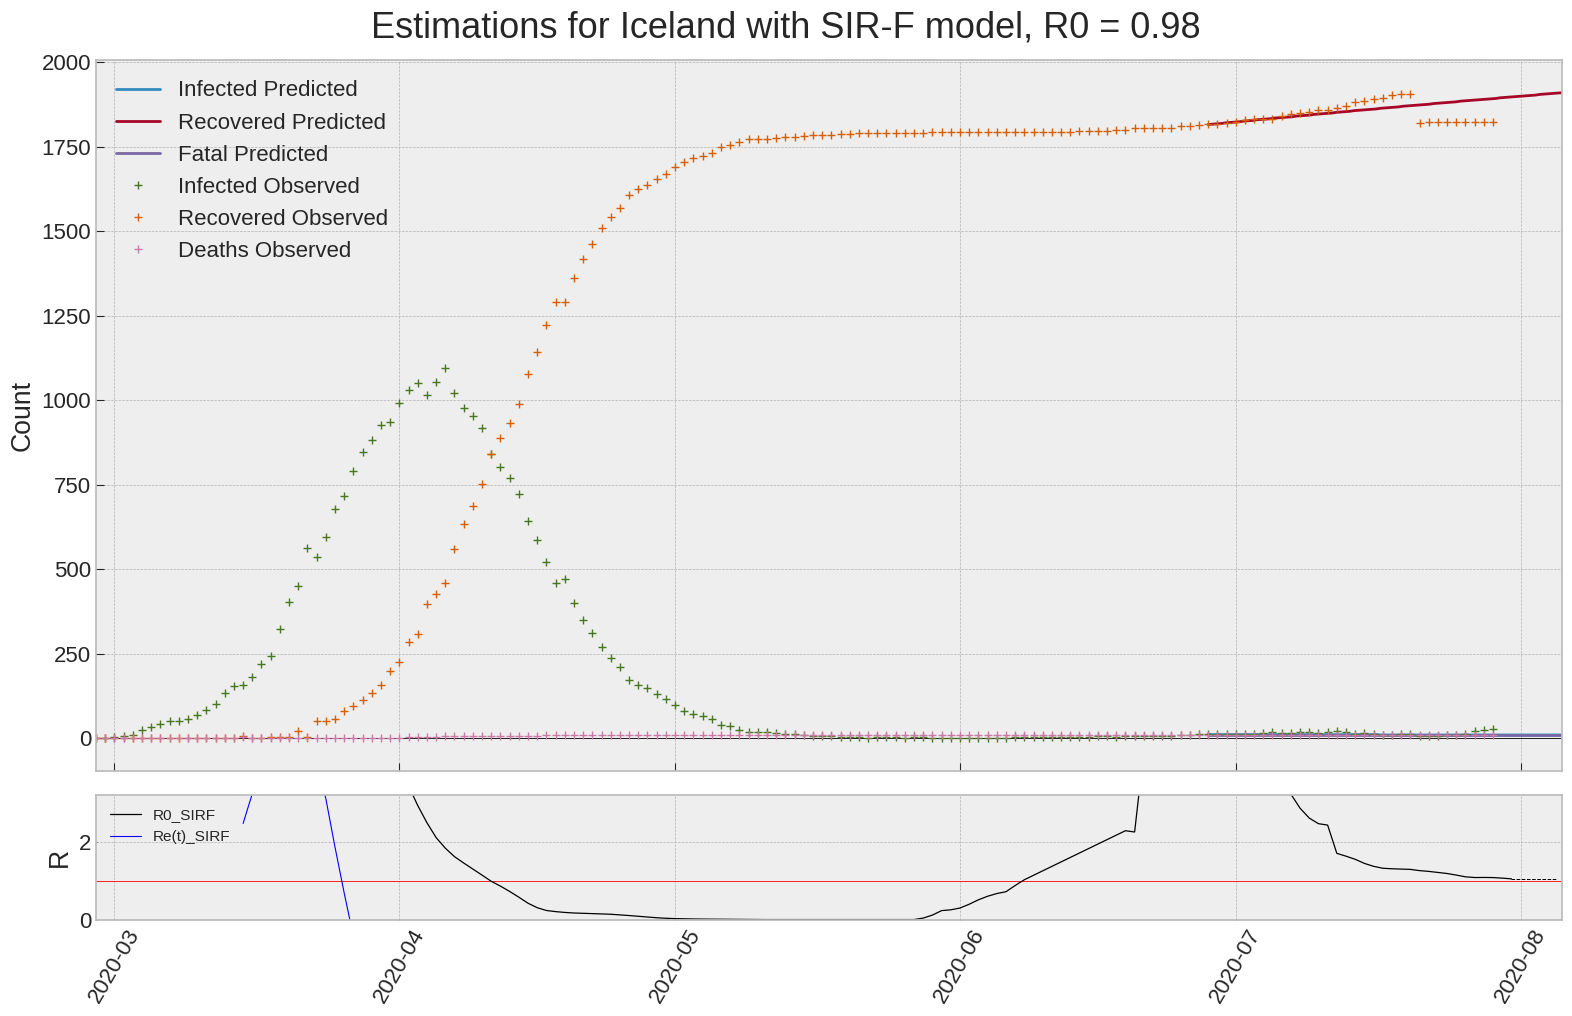 Estimations for Iceland with SIR-F model, R0 = 0.98
2000
1750
1500
1250
1000
750
500
250
0
Count
Infected Predicted
Recovered Predicted
Fatal Predicted
Infected Observed
Recovered Observed
Deaths Observed
R0_SIRF
Re(t)_SIRF
2
0
R
2020-03
2020-04
2020-05
2020-06
2020-07
2020-08